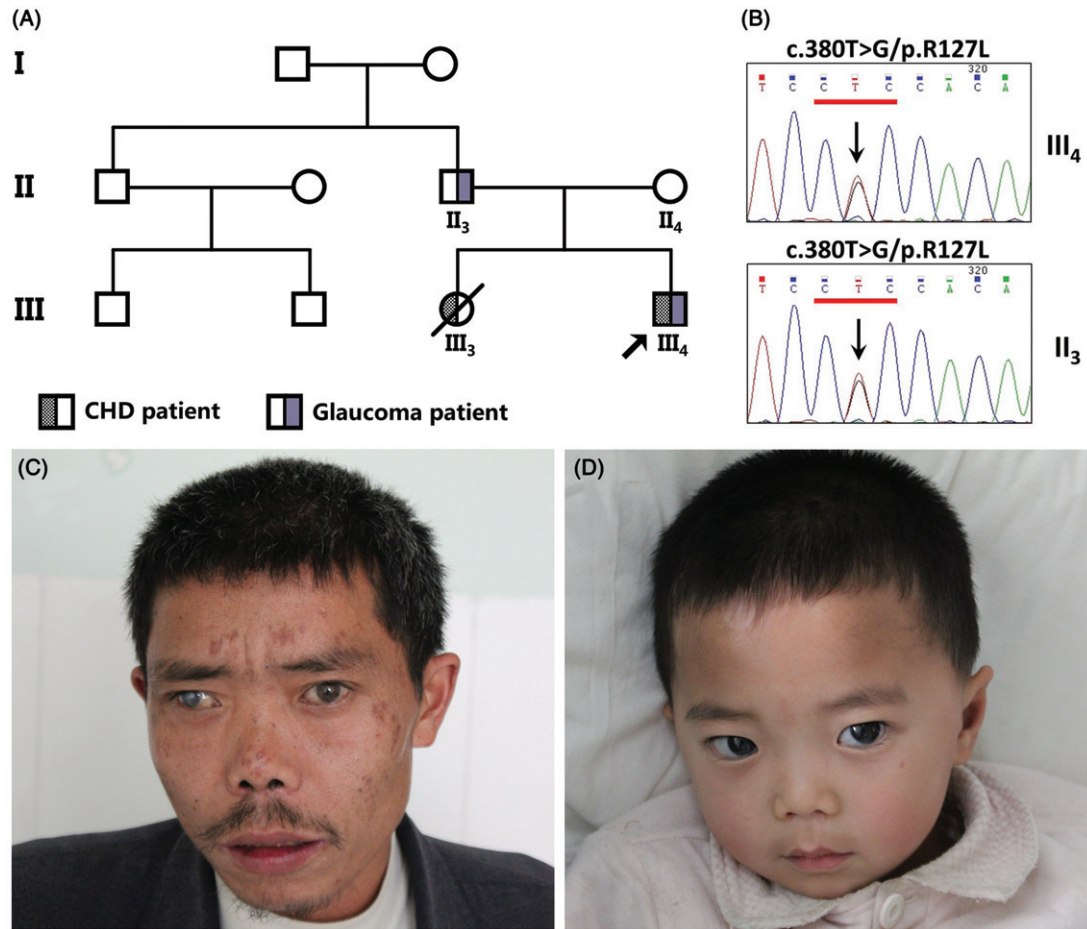 (A)
I
II
II3
II4
III
III3
III4
CHD patient
Glaucoma patient
(B)
c.380T>G/p.R127L
320
T C C T C C A C A
III4
c.380T>G/p.R127L
320
T C C T C C A C A
II3
(C)
(D)